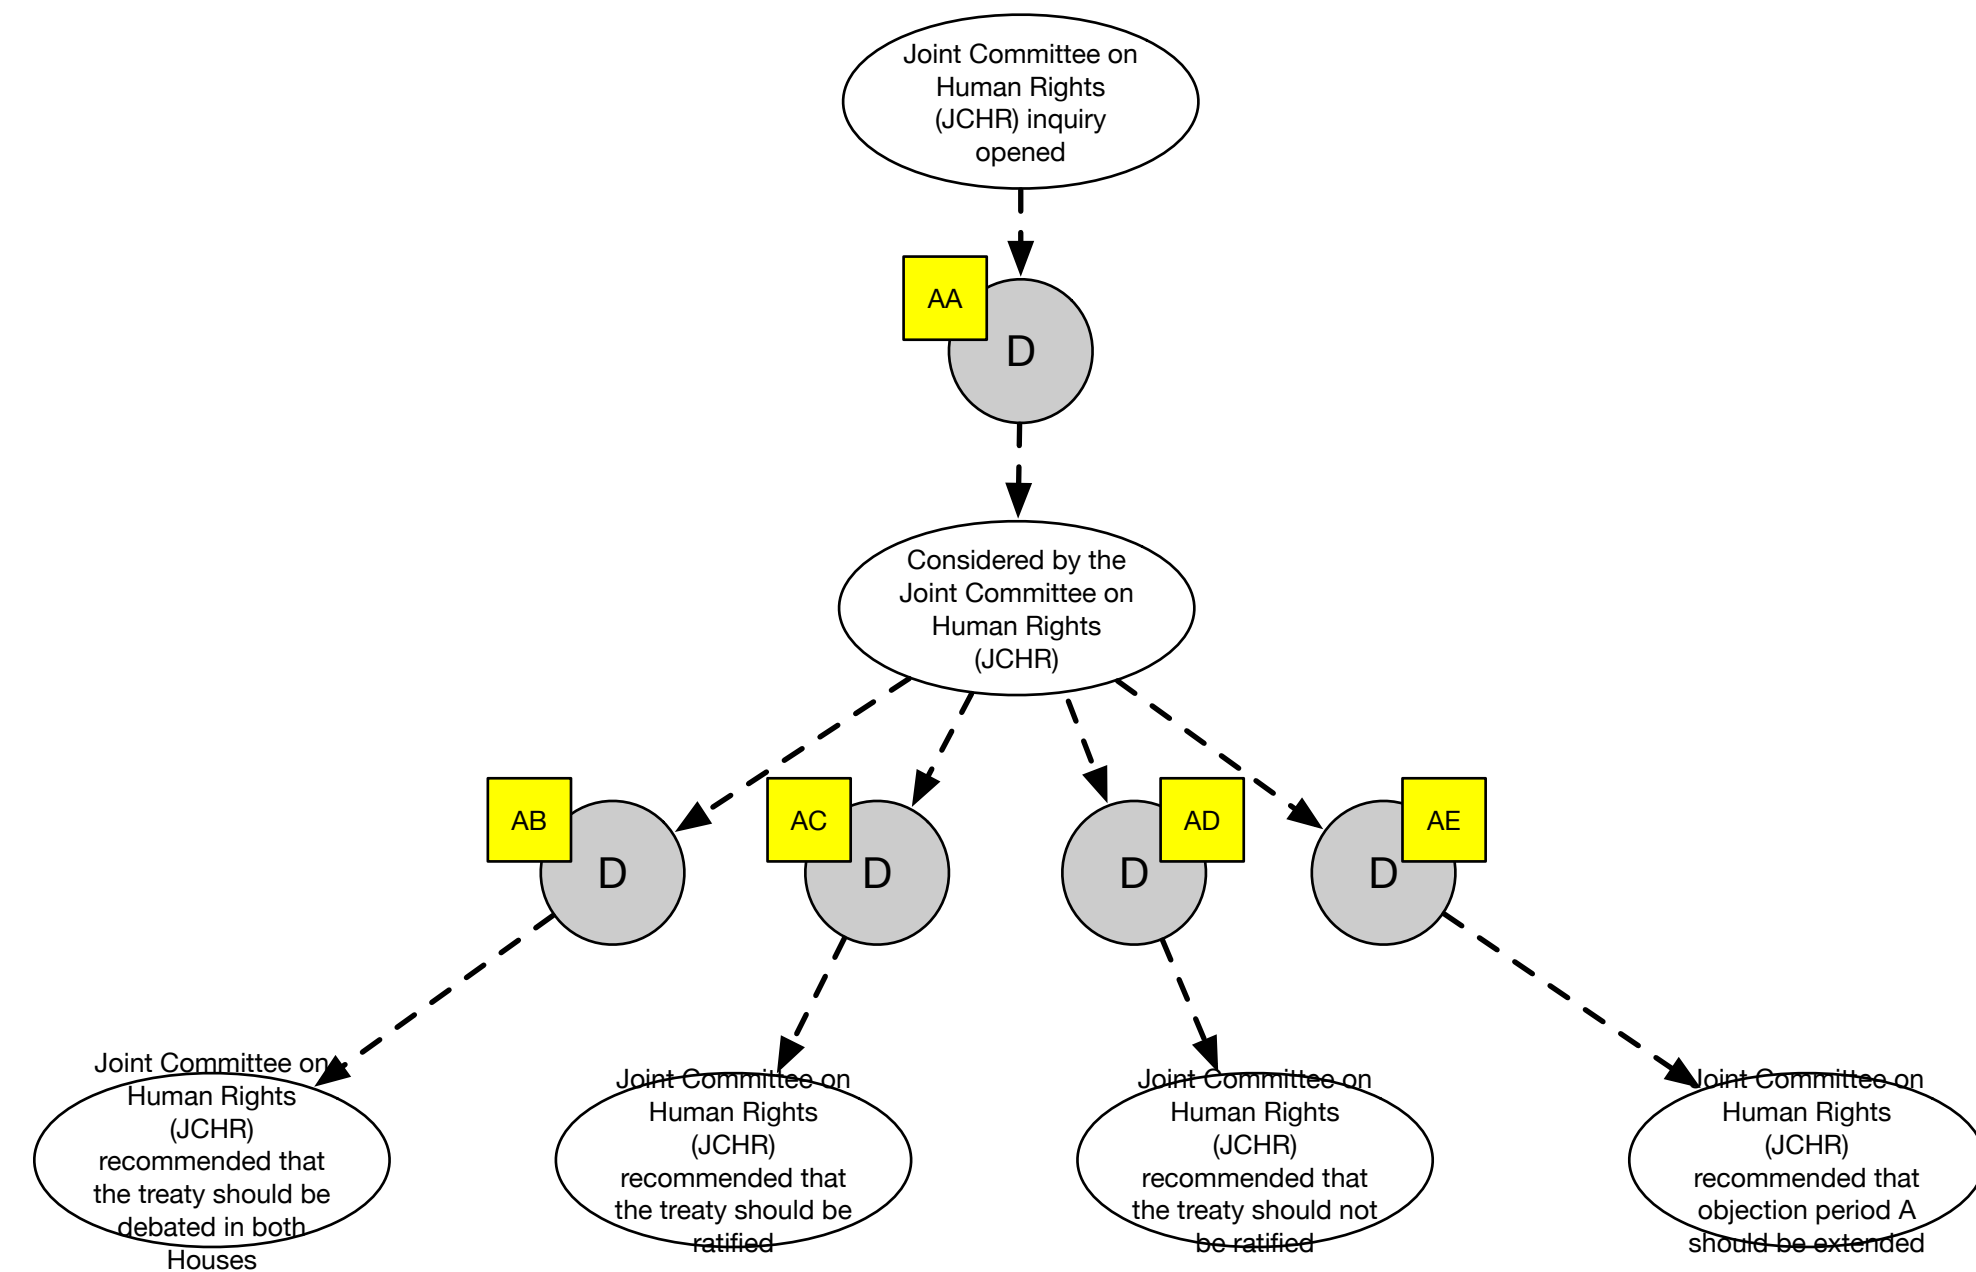 Joint Committee on
Human Rights
(JCHR) inquiry
opened
AA
D
Considered by the
Joint Committee on
Human Rights
(JCHR)
AB
D
AC
D
D
AD
D
AE
Joint Committee on
Human Rights
(JCHR)
recommended that
the treaty should be
debated in both
Houses
Joint Committee on
Human Rights
(JCHR)
recommended that
the treaty should be
ratified
Joint Committee on
Human Rights
(JCHR)
recommended that
the treaty should not
be ratified
Joint Committee on
Human Rights
(JCHR)
recommended that
objection period A
should be extended